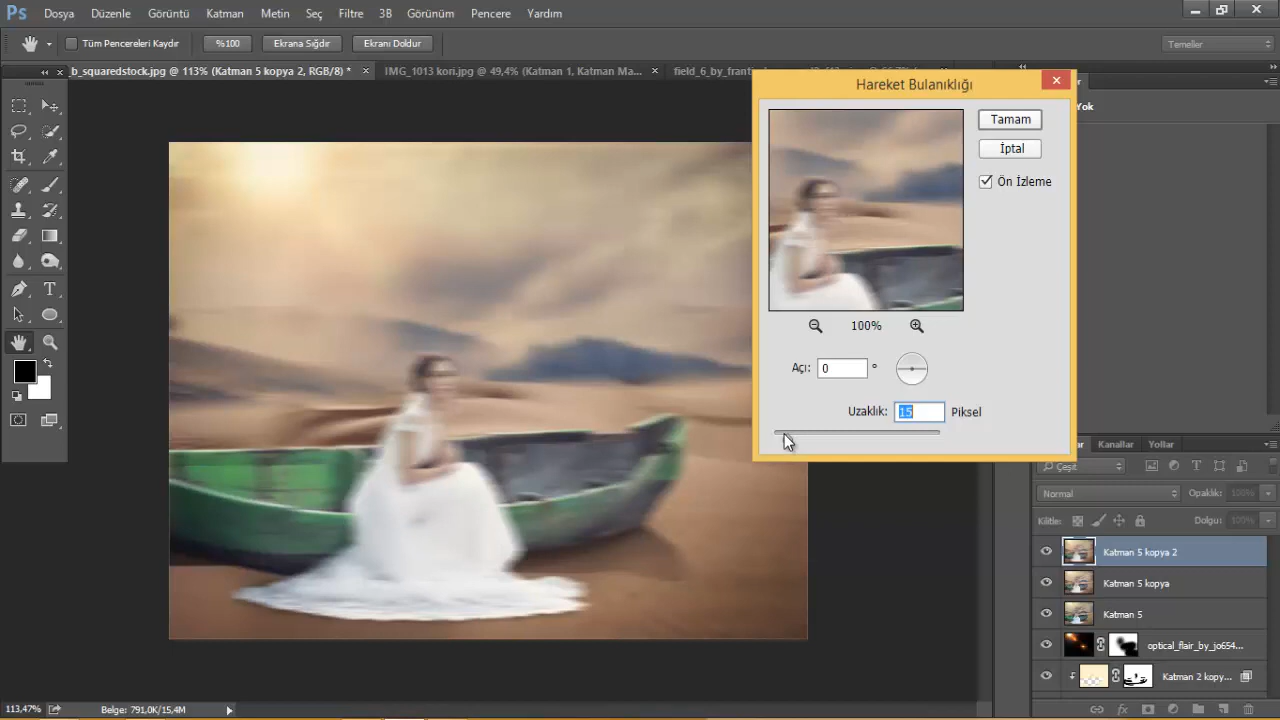 Ps Dosya Düzenle Görüntü Katman Metin Seç Filtre 3B Görünüm Pencere Yardım
Tüm Pencereleri Kaydır %100 Ekrana Sığdır Ekranı Doldur Temeller
b_squaredstock.jpg @ 113% (Katman 5 kopya 2, RGB/8) * IMG_1013 kori.jpg @ 49,4% (Katman 1, Katman Ma... field_6_by_franti
Hareket Bulanıklığı
Yok
Tamam
İptal
Ön İzleme
100%
Açı: 0 °
Uzaklık: 15 Piksel
Kanallar Yollar
Çeşit
Normal Opaklık: 100%
Kilitle: Dolgu: 100%
Katman 5 kopya 2
Katman 5 kopya
Katman 5
optical_flair_by_jo654...
Katman 2 kopy...
113,47% Belge: 791,0K/15,4M